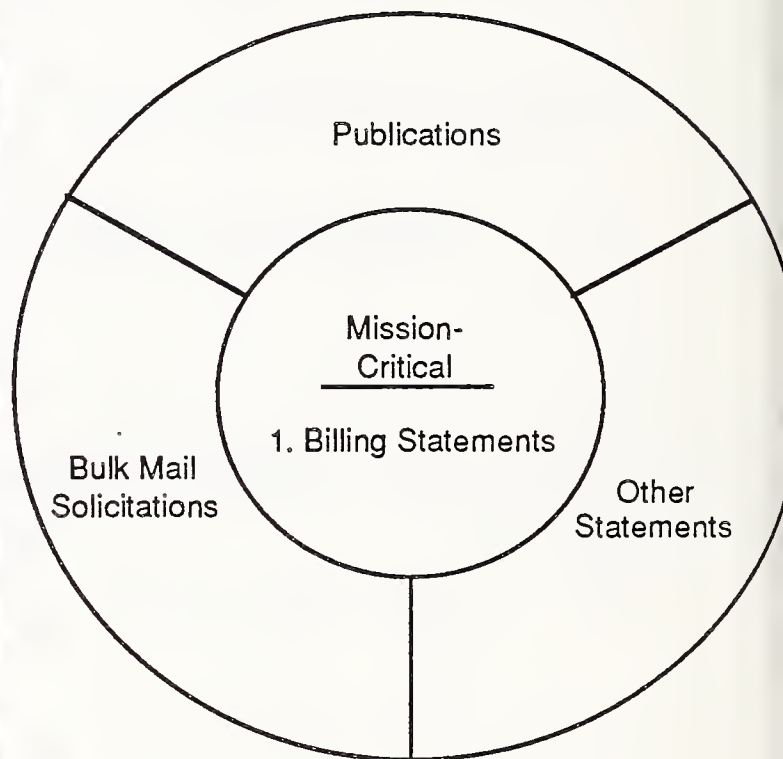 Publications
Mission-
Critical
1. Billing Statements
Bulk Mail
Solicitations
Other
Statements